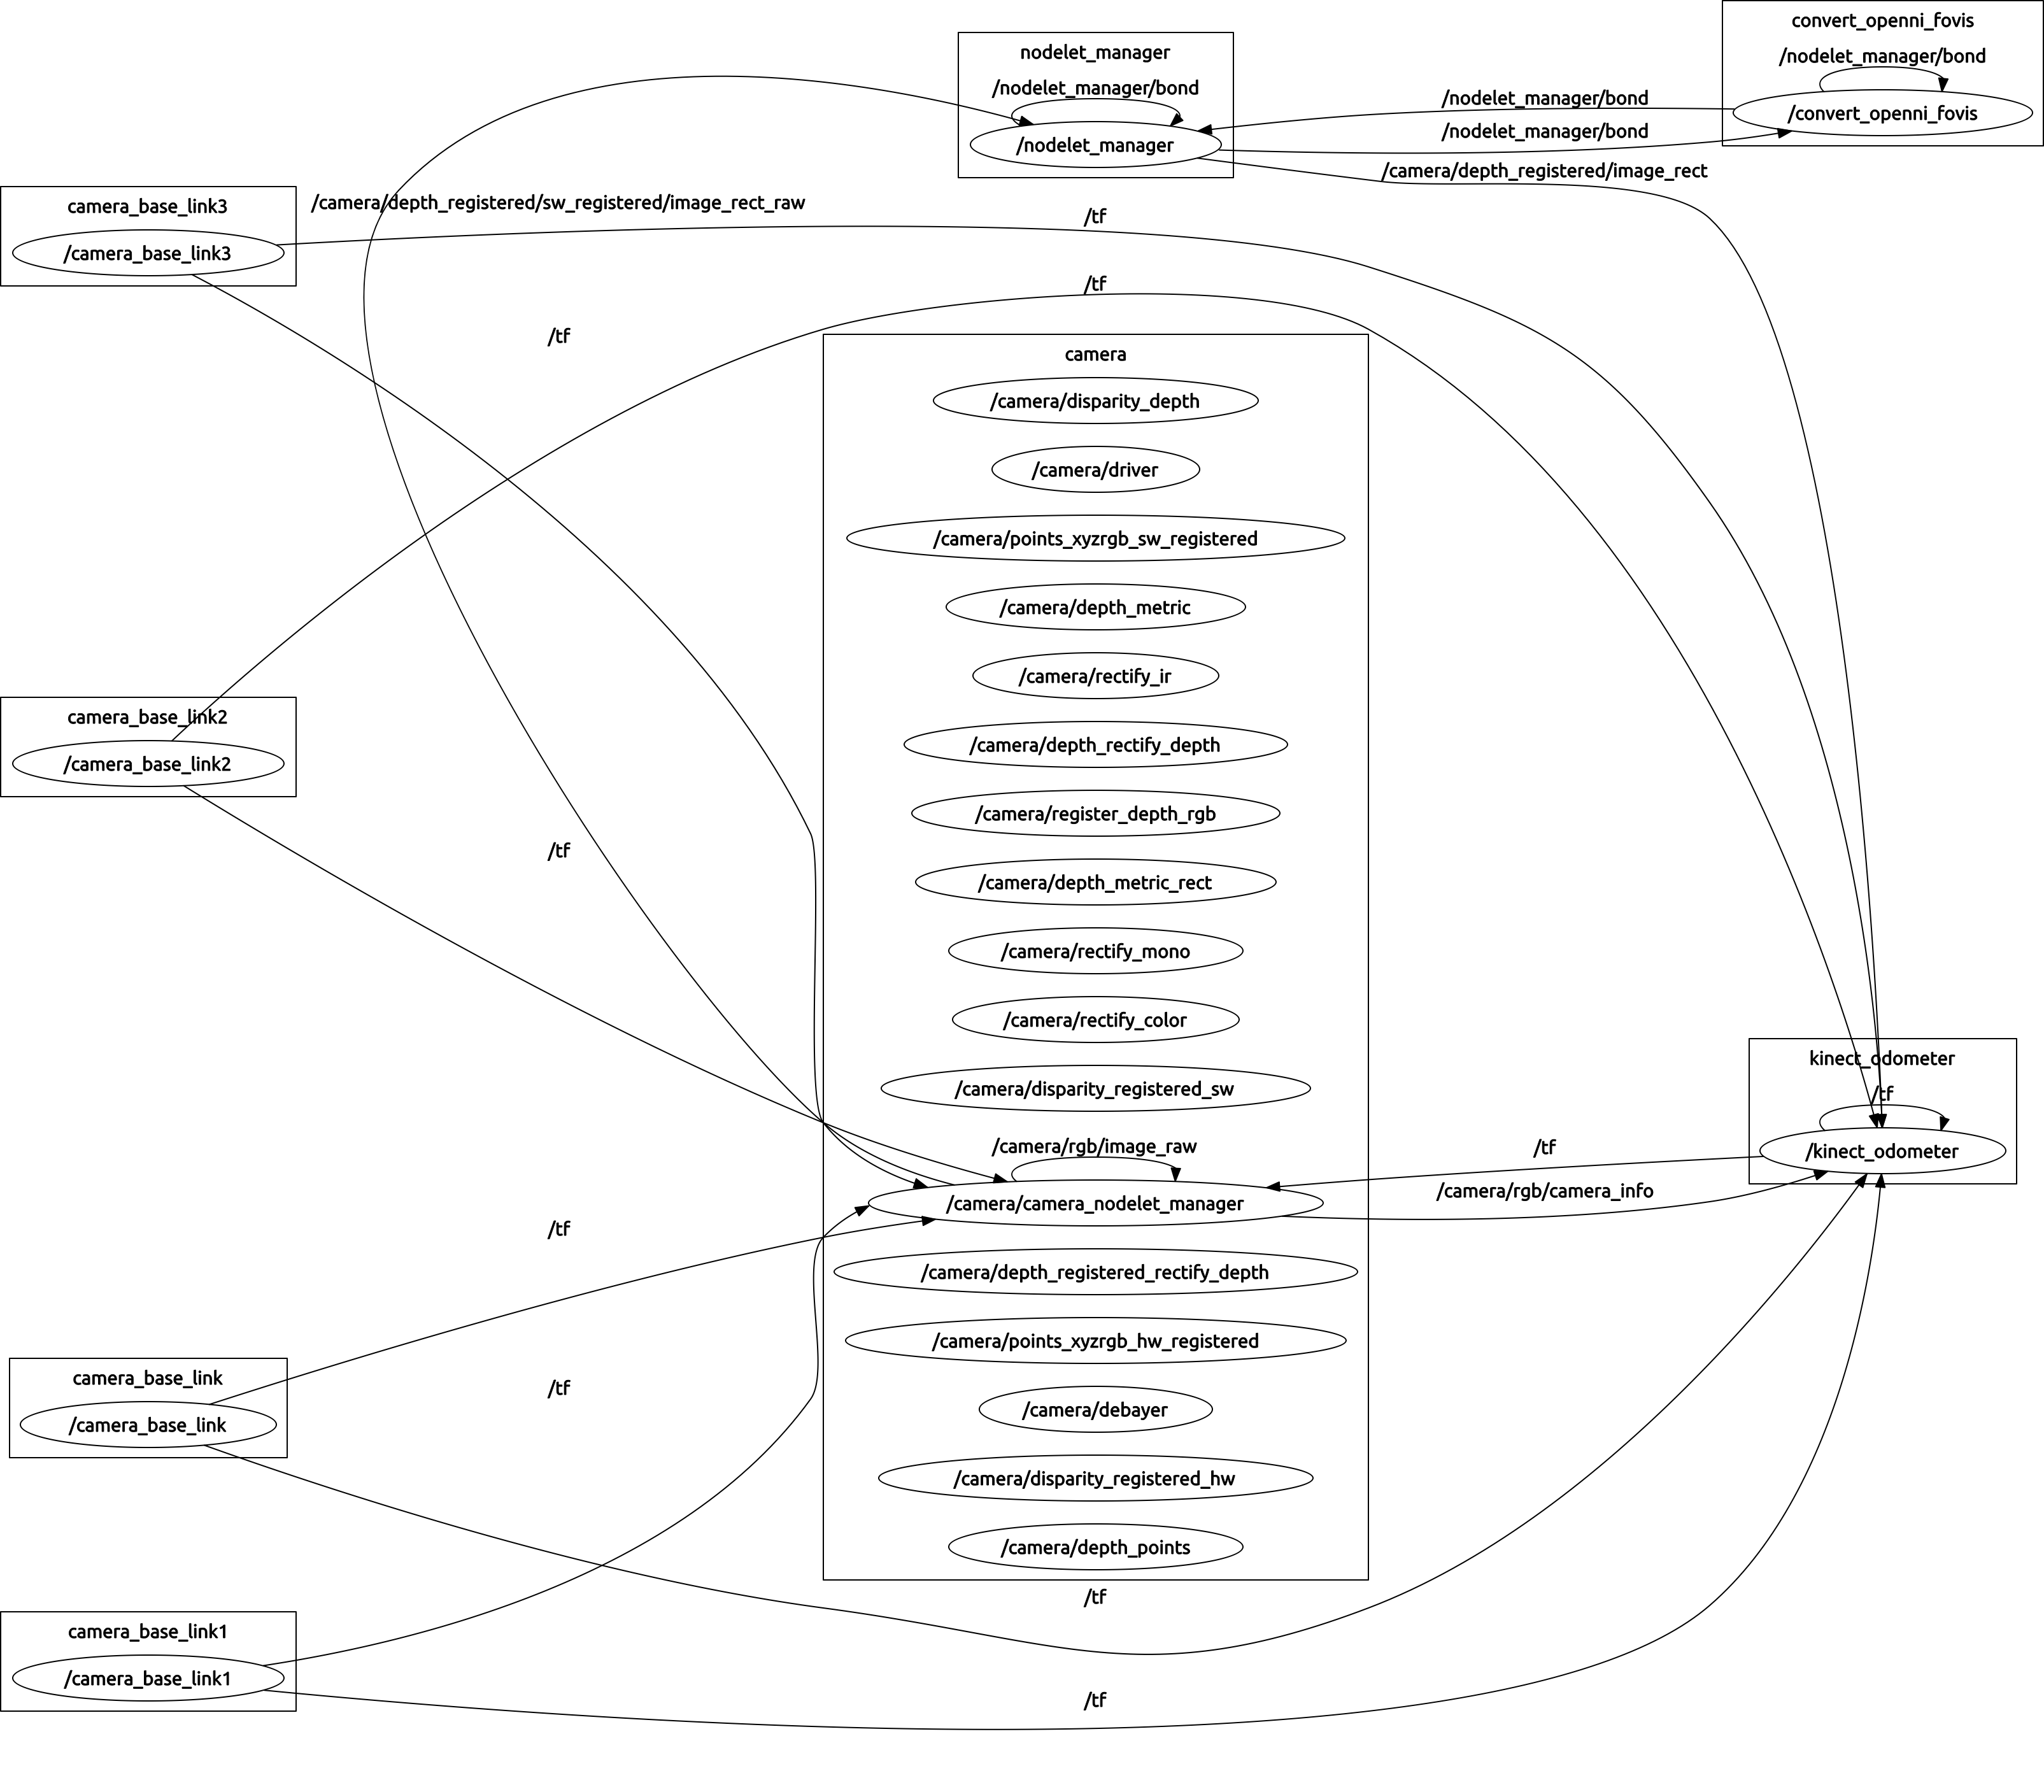 convert_openni_fovis
/nodelet_manager/bond
/convert_openni_fovis
nodelet_manager
/nodelet_manager/bond
/nodelet_manager
/nodelet_manager/bond
/nodelet_manager/bond
/camera/depth_registered/image_rect
camera_base_link3
/camera_base_link3
/camera/depth_registered/sw_registered/image_rect_raw
/tf
/tf
/tf
camera
/camera/disparity_depth
/camera/driver
/camera/points_xyzrgb_sw_registered
/camera/depth_metric
/camera/rectify_ir
/camera/depth_rectify_depth
/camera/register_depth_rgb
/camera/depth_metric_rect
/camera/rectify_mono
/camera/rectify_color
/camera/disparity_registered_sw
/camera/rgb/image_raw
/camera/camera_nodelet_manager
/camera/depth_registered_rectify_depth
/camera/points_xyzrgb_hw_registered
/camera/debayer
/camera/disparity_registered_hw
/camera/depth_points
camera_base_link2
/camera_base_link2
/tf
kinect_odometer
/tf
/kinect_odometer
/tf
/camera/rgb/camera_info
/tf
camera_base_link
/camera_base_link
/tf
/tf
camera_base_link1
/camera_base_link1
/tf